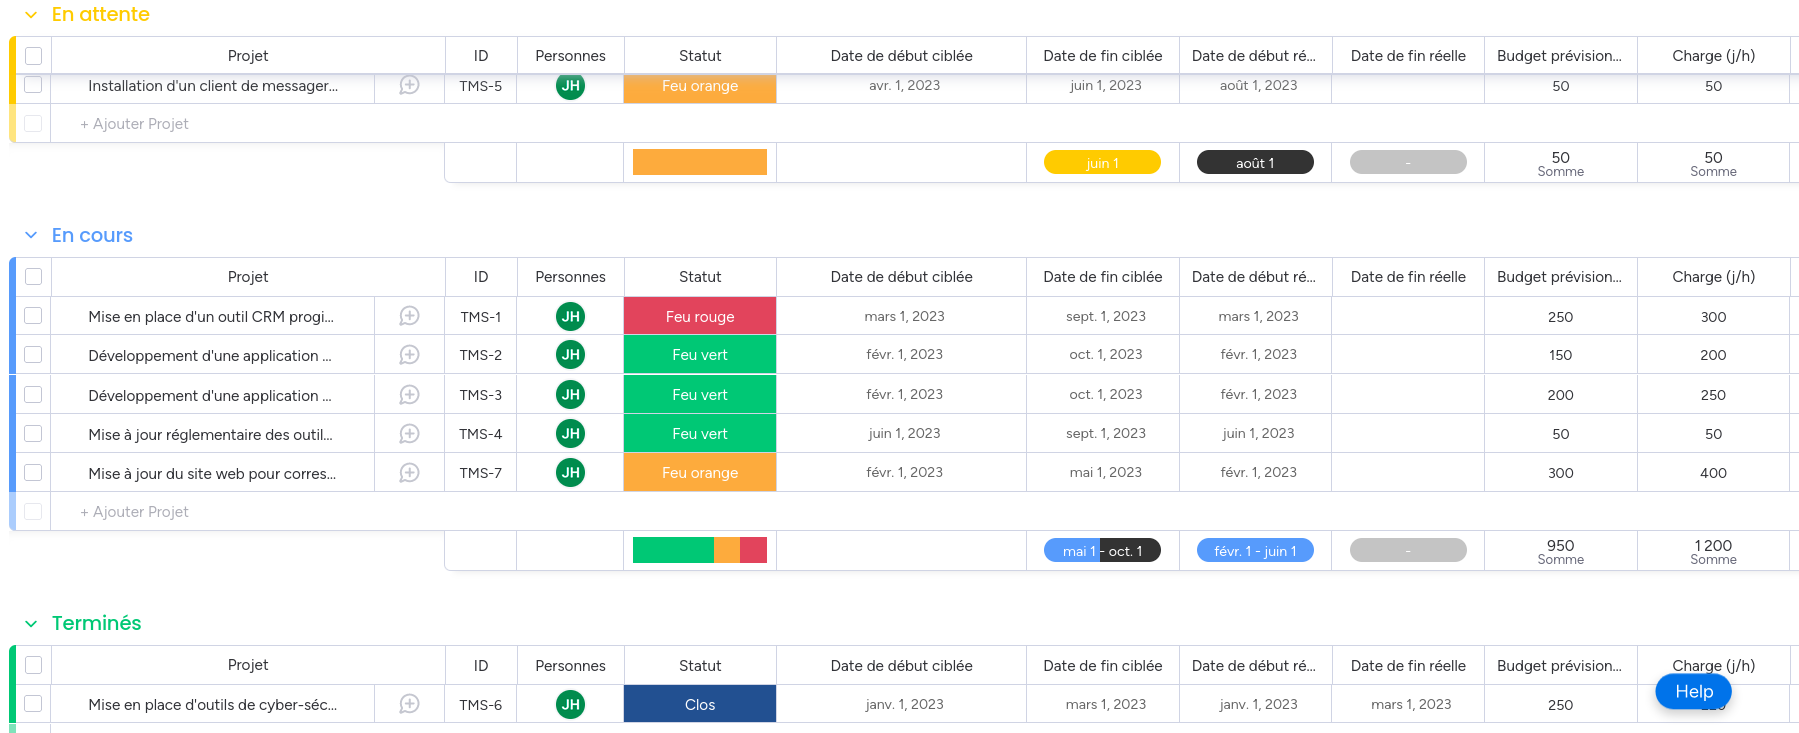 En attente
Projet ID Personnes Statut Date de début ciblée Date de fin ciblée Date de début ré... Date de fin réelle Budget prévision... Charge (j/h)
Installation d'un client de messager... TMS-5 JH Feu orange avr. 1, 2023 juin 1, 2023 août 1, 2023 50 50
+ Ajouter Projet
juin 1 août 1 - 50 50
Somme Somme
En cours
Projet ID Personnes Statut Date de début ciblée Date de fin ciblée Date de début ré... Date de fin réelle Budget prévision... Charge (j/h)
Mise en place d'un outil CRM progi... TMS-1 JH Feu rouge mars 1, 2023 sept. 1, 2023 mars 1, 2023 250 300
Développement d'une application ... TMS-2 JH Feu vert févr. 1, 2023 oct. 1, 2023 févr. 1, 2023 150 200
Développement d'une application ... TMS-3 JH Feu vert févr. 1, 2023 oct. 1, 2023 févr. 1, 2023 200 250
Mise à jour réglementaire des outil... TMS-4 JH Feu vert juin 1, 2023 sept. 1, 2023 juin 1, 2023 50 50
Mise à jour du site web pour corres... TMS-7 JH Feu orange févr. 1, 2023 mai 1, 2023 févr. 1, 2023 300 400
+ Ajouter Projet
mai 1 - oct. 1 févr. 1 - juin 1 - 950 1 200
Somme Somme
Terminés
Projet ID Personnes Statut Date de début ciblée Date de fin ciblée Date de début ré... Date de fin réelle Budget prévision... Charge (j/h)
Help
Mise en place d'outils de cyber-séc... TMS-6 JH Clos janv. 1, 2023 mars 1, 2023 janv. 1, 2023 mars 1, 2023 250